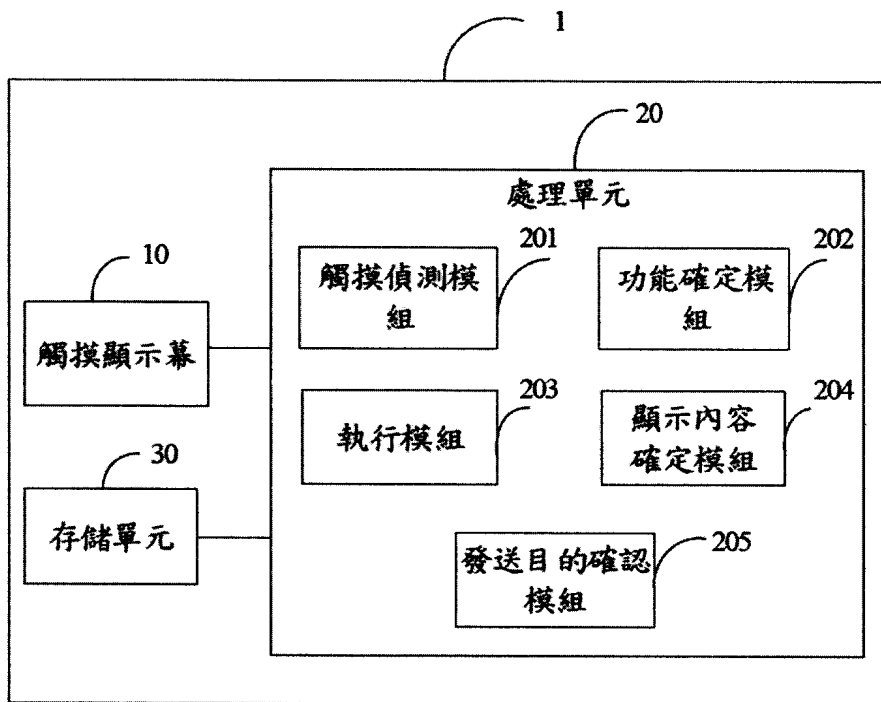 1
20
處理單元
201
觸摸偵測模
組
202
功能確定模
組
10
觸摸顯示幕
203
執行模組
204
顯示內容
確定模組
30
存儲單元
205
發送目的確認
模組